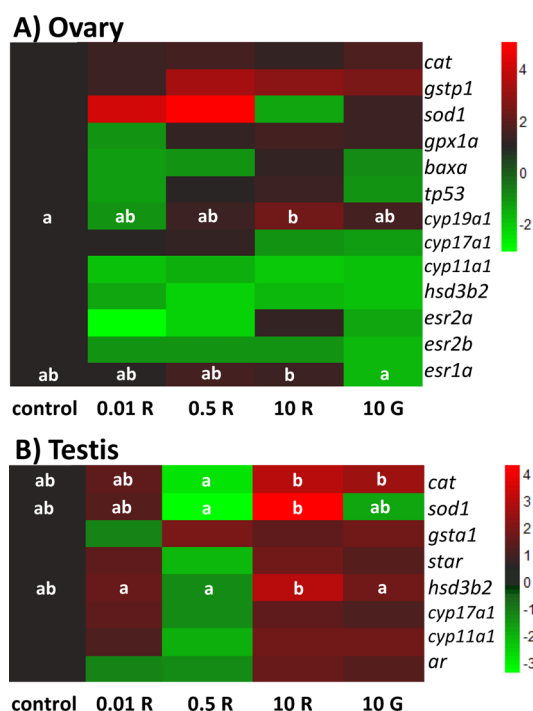 A) Ovary
cat
gstp1
sod1
gpx1a
baxa
tp53
a ab ab b ab cyp19a1
cyp17a1
cyp11a1
hsd3b2
esr2a
esr2b
ab ab ab b a esr1a
control 0.01 R 0.5 R 10 R 10 G
4
2
0
-2
B) Testis
ab ab a b b cat
ab ab a b ab sod1
gsta1
star
ab a a b a hsd3b2
cyp17a1
cyp11a1
ar
control 0.01 R 0.5 R 10 R 10 G
4
3
2
1
0
-1
-2
-3